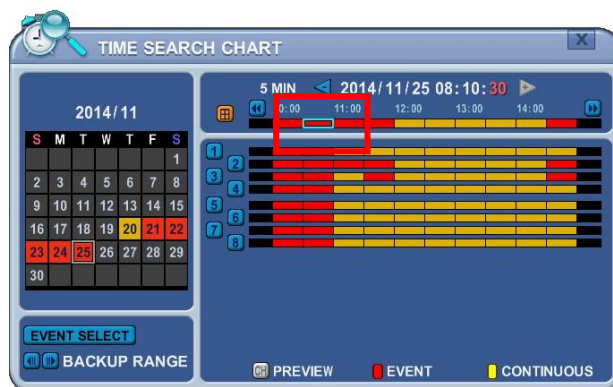 TIME SEARCH CHART
X
5 MIN 2014/11/25 08:10:30
0:00 11:00 12:00 13:00 14:00
2014/11
S M T W T F S
1
2 3 4 5 6 7 8
9 10 11 12 13 14 15
16 17 18 19 20 21 22
23 24 25 26 27 28 29
30
1
2
3
4
5
6
7
8
EVENT SELECT
BACKUP RANGE
CH PREVIEW EVENT CONTINUOUS